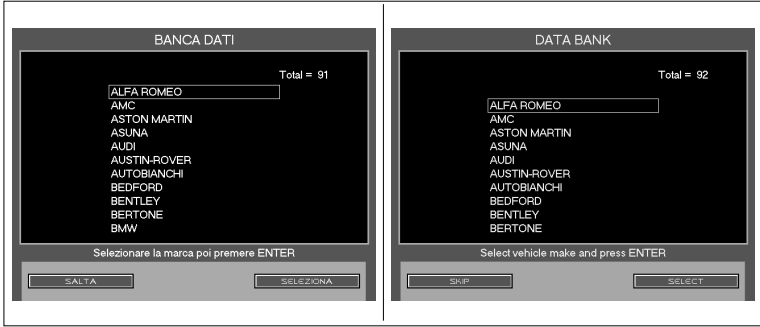 BANCA DATI
Total = 91
ALFA ROMEO
AMC
ASTON MARTIN
ASUNA
AUDI
AUSTIN-ROVER
AUTOBIANCHI
BEDFORD
BENTLEY
BERTONE
BMW
Selezionare la marca poi premere ENTER
SALTA
SELEZIONA
DATA BANK
Total = 92
ALFA ROMEO
AMC
ASTON MARTIN
ASUNA
AUDI
AUSTIN-ROVER
AUTOBIANCHI
BEDFORD
BENTLEY
BERTONE
Select vehicle make and press ENTER
SKIP
SELECT